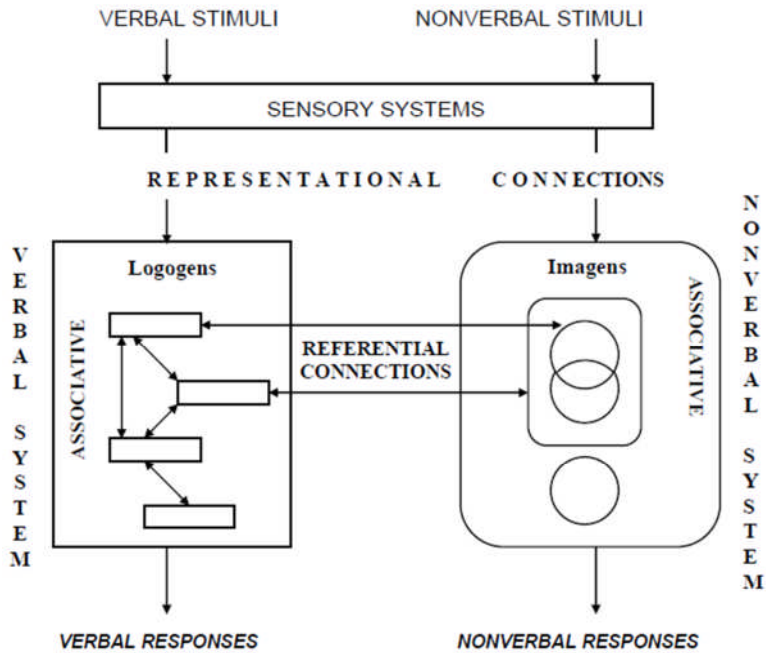 VERBAL STIMULI
NONVERBAL STIMULI
SENSORY SYSTEMS
REPRESENTATIONAL CONNECTIONS
VERBAL SYSTEM
Logogens
ASSOCIATIVE
REFERENTIAL
CONNECTIONS
Imagens
ASSOCIATIVE
NONVERBAL SYSTEM
VERBAL RESPONSES
NONVERBAL RESPONSES